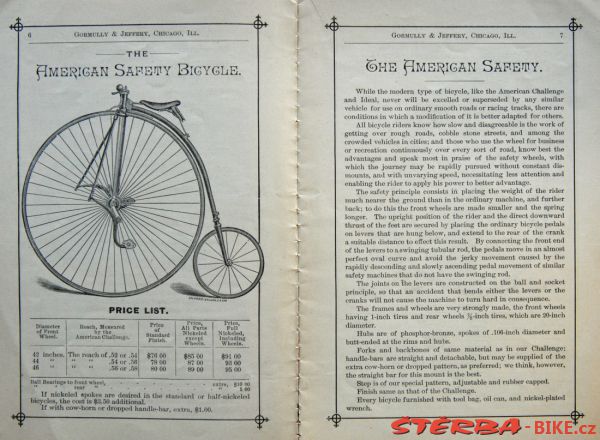 6 GORMULLY & JEFFERY, CHICAGO, ILL.
THE
AMERICAN SAFETY BICYCLE.
PRICE LIST.
Diameter of Front Wheel. Reach, Measured by the American Challenge. Price of Standard Finish. Price, All Parts Nickeled except Wheels. Price, Full Nickeled, Including Wheels.
42 inches. The reach of .52 or .54 $76 00 $85 00 $91 00
44 " " " .54 or .56 78 00 87 00 93 00
46 " " " .56 or .58 80 00 89 00 95 00
Ball Bearings to front wheel, extra, $10 00
" " rear " " 5 00
If nickeled spokes are desired in the standard or half-nickeled
bicycles, the cost is $3.50 additional.
If with cow-horn or dropped handle-bar, extra, $1.00.
GORMULLY & JEFFERY, CHICAGO, ILL. 7
THE AMERICAN SAFETY.
While the modern type of bicycle, like the American Challenge
and Ideal, never will be excelled or superseded by any similar
vehicle for use on ordinary smooth roads or racing tracks, there are
conditions in which a modification of it is better adapted for others.
All bicycle riders know how slow and disagreeable is the work of
getting over rough roads, cobble stone streets, and among the
crowded vehicles in cities; and those who use the wheel for business
or recreation continuously over every sort of road, know best the
advantages and speak most in praise of the safety wheels, with
which the journey may be rapidly pursued without constant dis-
mounts, and with unvarying speed, necessitating less attention and
enabling the rider to apply his power to better advantage.
The safety principle consists in placing the weight of the rider
much nearer the ground than in the ordinary machine, and further
back; to do this the front wheels are made smaller and the spring
longer. The upright position of the rider and the direct downward
thrust of the feet are secured by placing the ordinary bicycle pedals
on levers that are hung below, and extend to the rear of the crank
a suitable distance to effect this result. By connecting the front end
of the levers to a swinging tubular rod, the pedals move in an almost
perfect oval curve and avoid the jerky movement caused by the
rapidly descending and slowly ascending pedal movement of similar
safety machines that do not have the swinging rod.
The joints on the levers are constructed on the ball and socket
principle, so that an accident that bends either the levers or the
cranks will not cause the machine to turn hard in consequence.
The frames and wheels are very strongly made, the front wheels
having 1-inch tires and rear wheels ¾-inch tires, which are 20-inch
diameter.
Hubs are of phosphor-bronze, spokes of .106-inch diameter and
butt-ended at the rims and hubs.
Forks and backbones of same material as in our Challenge;
handle-bars are straight and detachable, but may be supplied of the
extra cow-horn or dropped pattern, as preferred; we think, however,
the straight bar for this mount is the best.
Step is of our special pattern, adjustable and rubber capped.
Finish same as that of the Challenge.
Every bicycle furnished with tool bag, oil can, and nickel-plated
wrench.
STERBA-BIKE.cz